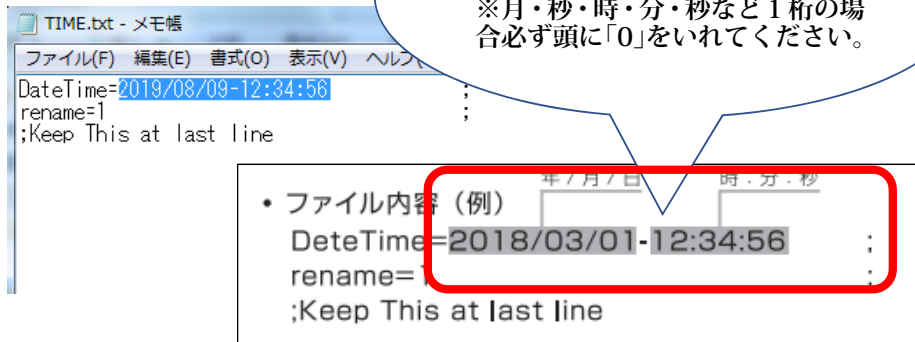 ※月・秒・時・分・秒など１桁の場
合必ず頭に「0」をいれてください。
TIME.txt - メモ帳
ファイル(F) 編集(E) 書式(O) 表示(V) ヘルプ(
DateTime=2019/08/09-12:34:56 ;
rename=1 ;
;Keep This at last line
年 / 月 / 日 時 : 分 : 秒
• ファイル内容（例）
DeteTime=2018/03/01-12:34:56 ;
rename=1 ;
;Keep This at last line